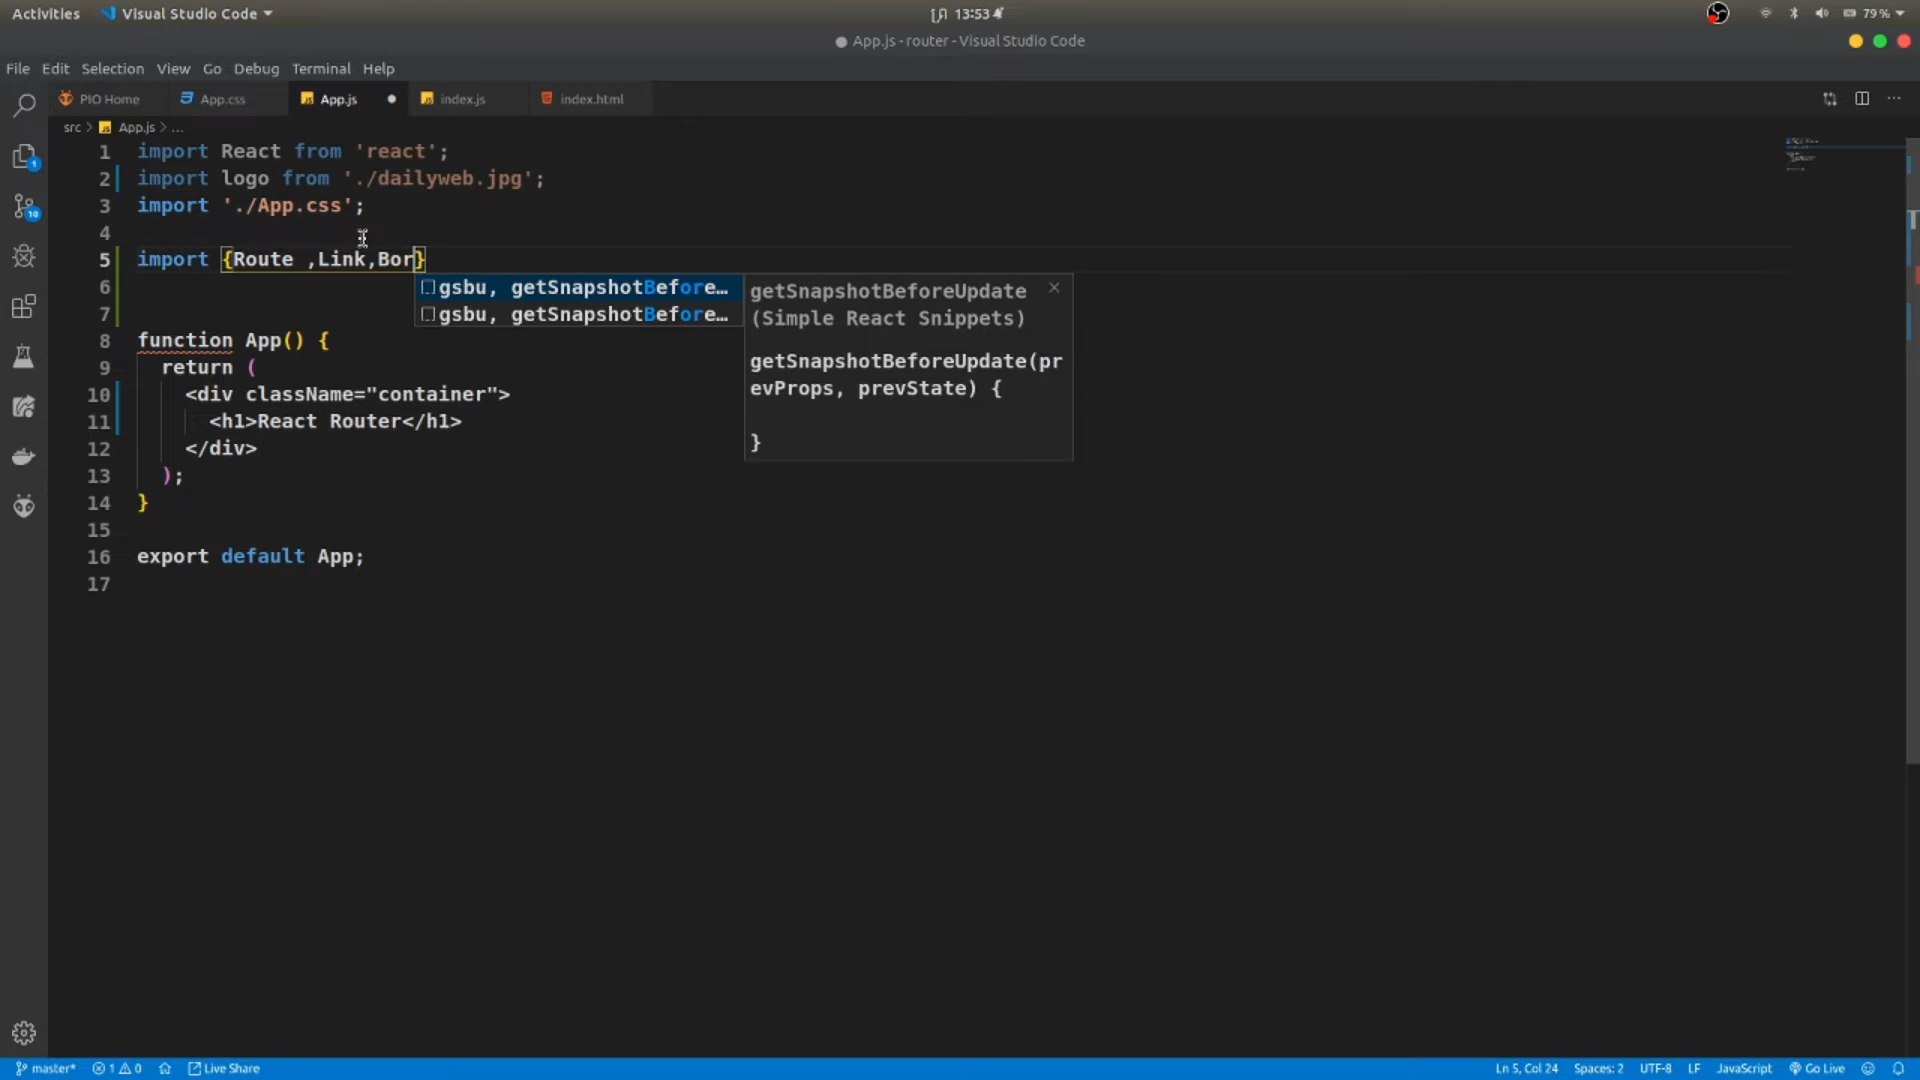 Activities Visual Studio Code 13:53 79%
App.js - router - Visual Studio Code
File Edit Selection View Go Debug Terminal Help
PIO Home App.css App.js index.js index.html
src > App.js > ...
1 import React from 'react';
2 import logo from './dailyweb.jpg';
3 import './App.css';
4
5 import {Route ,Link,Bor}
6 gsbu, getSnapshotBefore… getSnapshotBeforeUpdate
7 gsbu, getSnapshotBefore… (Simple React Snippets)
8 function App() { getSnapshotBeforeUpdate(pr
9 return ( evProps, prevState) {
10 <div className="container">
11 <h1>React Router</h1>
12 </div> }
13 );
14 }
15
16 export default App;
17
1
10
master* 1 0 Live Share Ln 5, Col 24 Spaces: 2 UTF-8 LF JavaScript Go Live